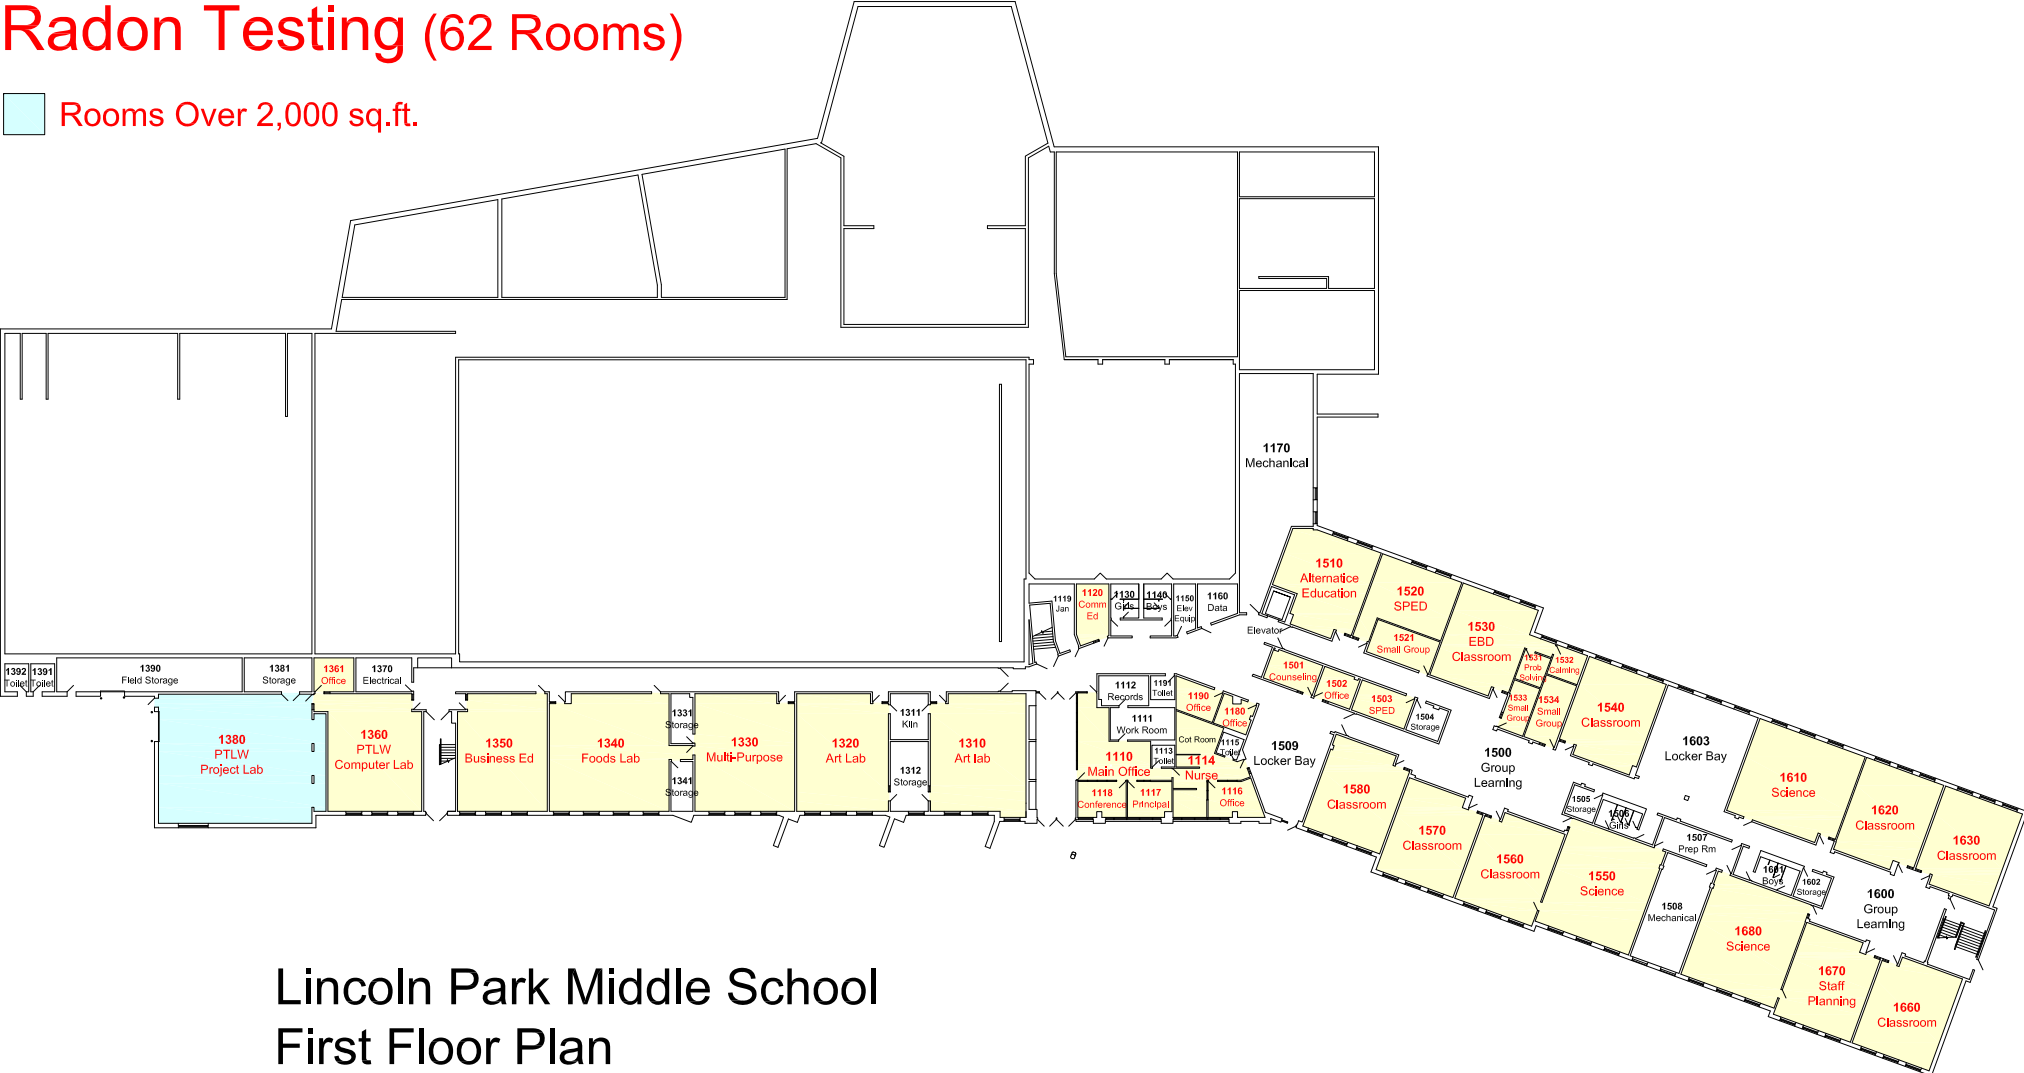 Radon Testing (62 Rooms)
Rooms Over 2,000 sq.ft.
1170
Mechanical
1510
Alternatice
Education
1520
SPED
1521
Small Group
1530
EBD
Classroom
1531
Prob
Solving
1532
Calming
1533
Small
Group
1534
Small
Group
1540
Classroom
1119
Jan
1120
Comm
Ed
1130
Girls
1140
Boys
1150
Elev
Equip
1160
Data
Elevator
1501
Counseling
1502
Office
1503
SPED
1504
Storage
1392
Toilet
1391
Toilet
1390
Field Storage
1381
Storage
1361
Office
1370
Electrical
1380
PTLW
Project Lab
1360
PTLW
Computer Lab
1350
Business Ed
1340
Foods Lab
1331
Storage
1341
Storage
1330
Multi-Purpose
1320
Art Lab
1311
Kiln
1312
Storage
1310
Art lab
1112
Records
1191
Toilet
1190
Office
1180
Office
1111
Work Room
Cot Room
1115
Toilet
1113
Toilet
1110
Main Office
1114
Nurse
1118
Conference
1117
Principal
1116
Office
1509
Locker Bay
1500
Group
Learning
1603
Locker Bay
1580
Classroom
1570
Classroom
1560
Classroom
1550
Science
1505
Storage
1506
Girls
1507
Prep Rm
1508
Mechanical
1610
Science
1620
Classroom
1630
Classroom
1601
Boys
1602
Storage
1600
Group
Learning
1680
Science
1670
Staff
Planning
1660
Classroom
Lincoln Park Middle School
First Floor Plan